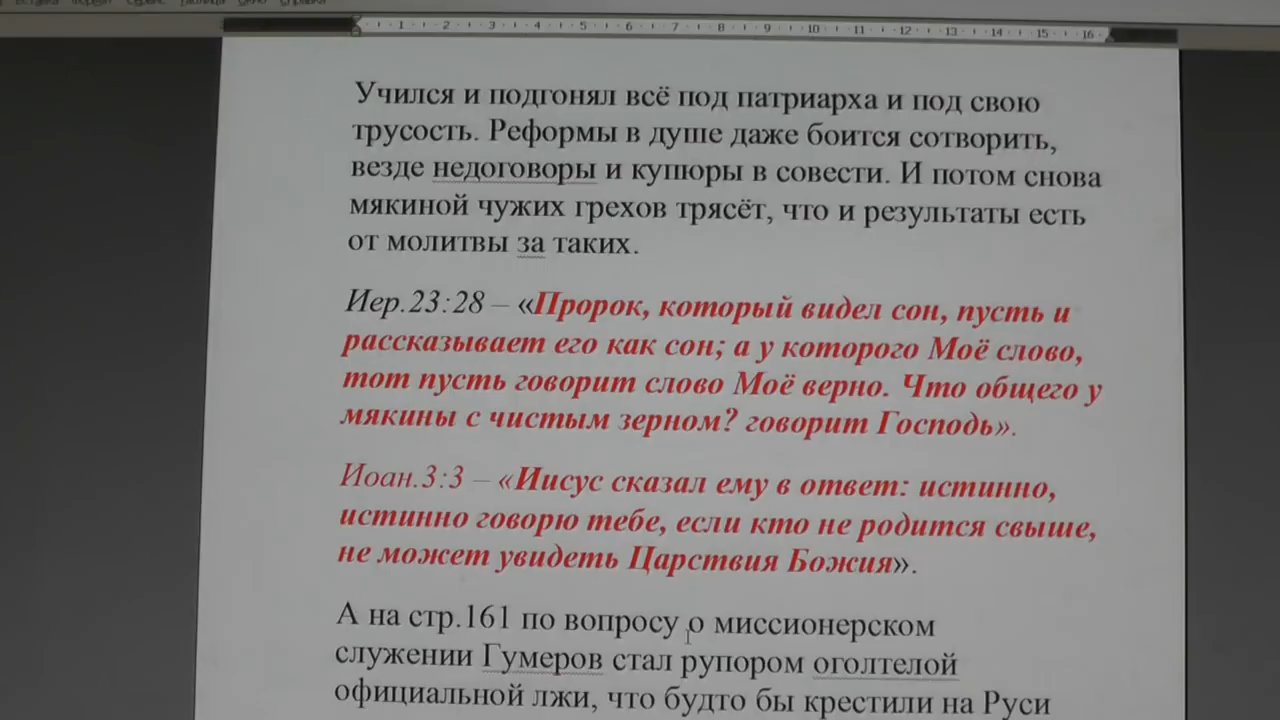 Учился и подгонял всё под патриарха и под свою
трусость. Реформы в душе даже боится сотворить,
везде недоговоры и купюры в совести. И потом снова
мякиной чужих грехов трясёт, что и результаты есть
от молитвы за таких.
Иер.23:28 – «Пророк, который видел сон, пусть и
рассказывает его как сон; а у которого Моё слово,
тот пусть говорит слово Моё верно. Что общего у
мякины с чистым зерном? говорит Господь».
Иоан.3:3 – «Иисус сказал ему в ответ: истинно,
истинно говорю тебе, если кто не родится свыше,
не может увидеть Царствия Божия».
А на стр.161 по вопросу о миссионерском
служении Гумеров стал рупором оголтелой
официальной лжи, что будто бы крестили на Руси